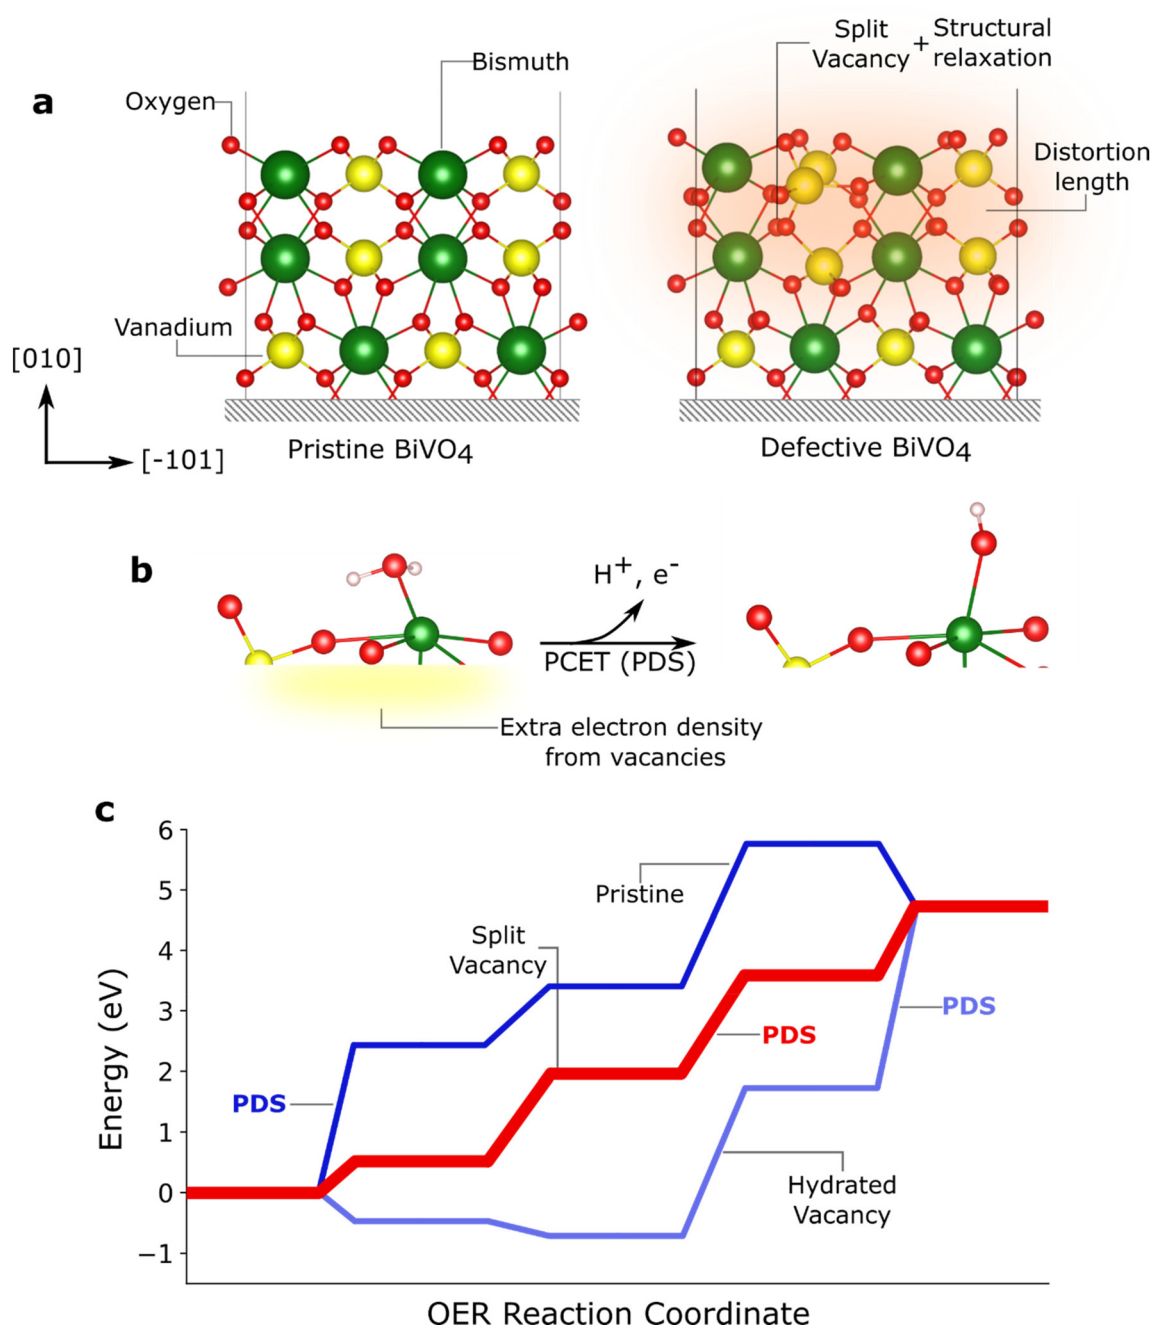 a
Oxygen
Bismuth
Vanadium
[010]
[-101]
Pristine BiVO4
Split
Vacancy
+
Structural
relaxation
Distortion
length
Defective BiVO4
b
H+, e-
PCET (PDS)
Extra electron density
from vacancies
c
Energy (eV)
6
5
4
3
2
1
0
−1
Pristine
Split
Vacancy
PDS
PDS
PDS
Hydrated
Vacancy
OER Reaction Coordinate